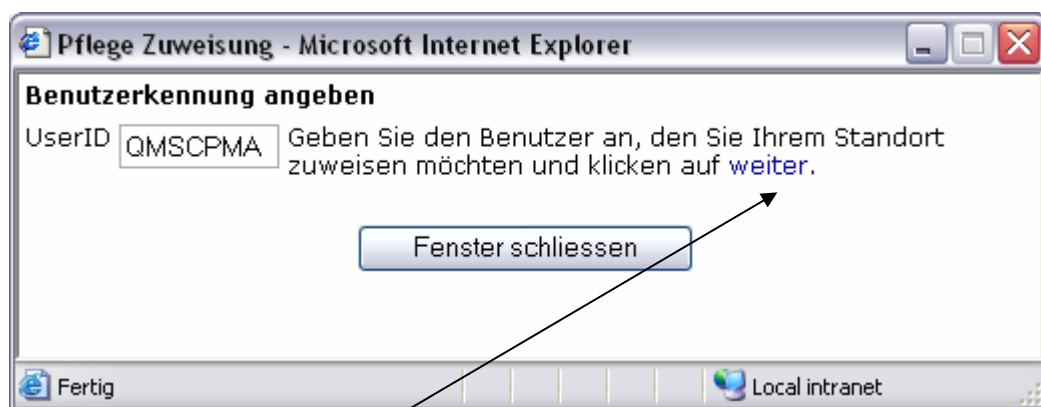 Pflege Zuweisung - Microsoft Internet Explorer
Benutzerkennung angeben
UserID QMSCPMA Geben Sie den Benutzer an, den Sie Ihrem Standort
zuweisen möchten und klicken auf weiter.
Fenster schliessen
Fertig Local intranet